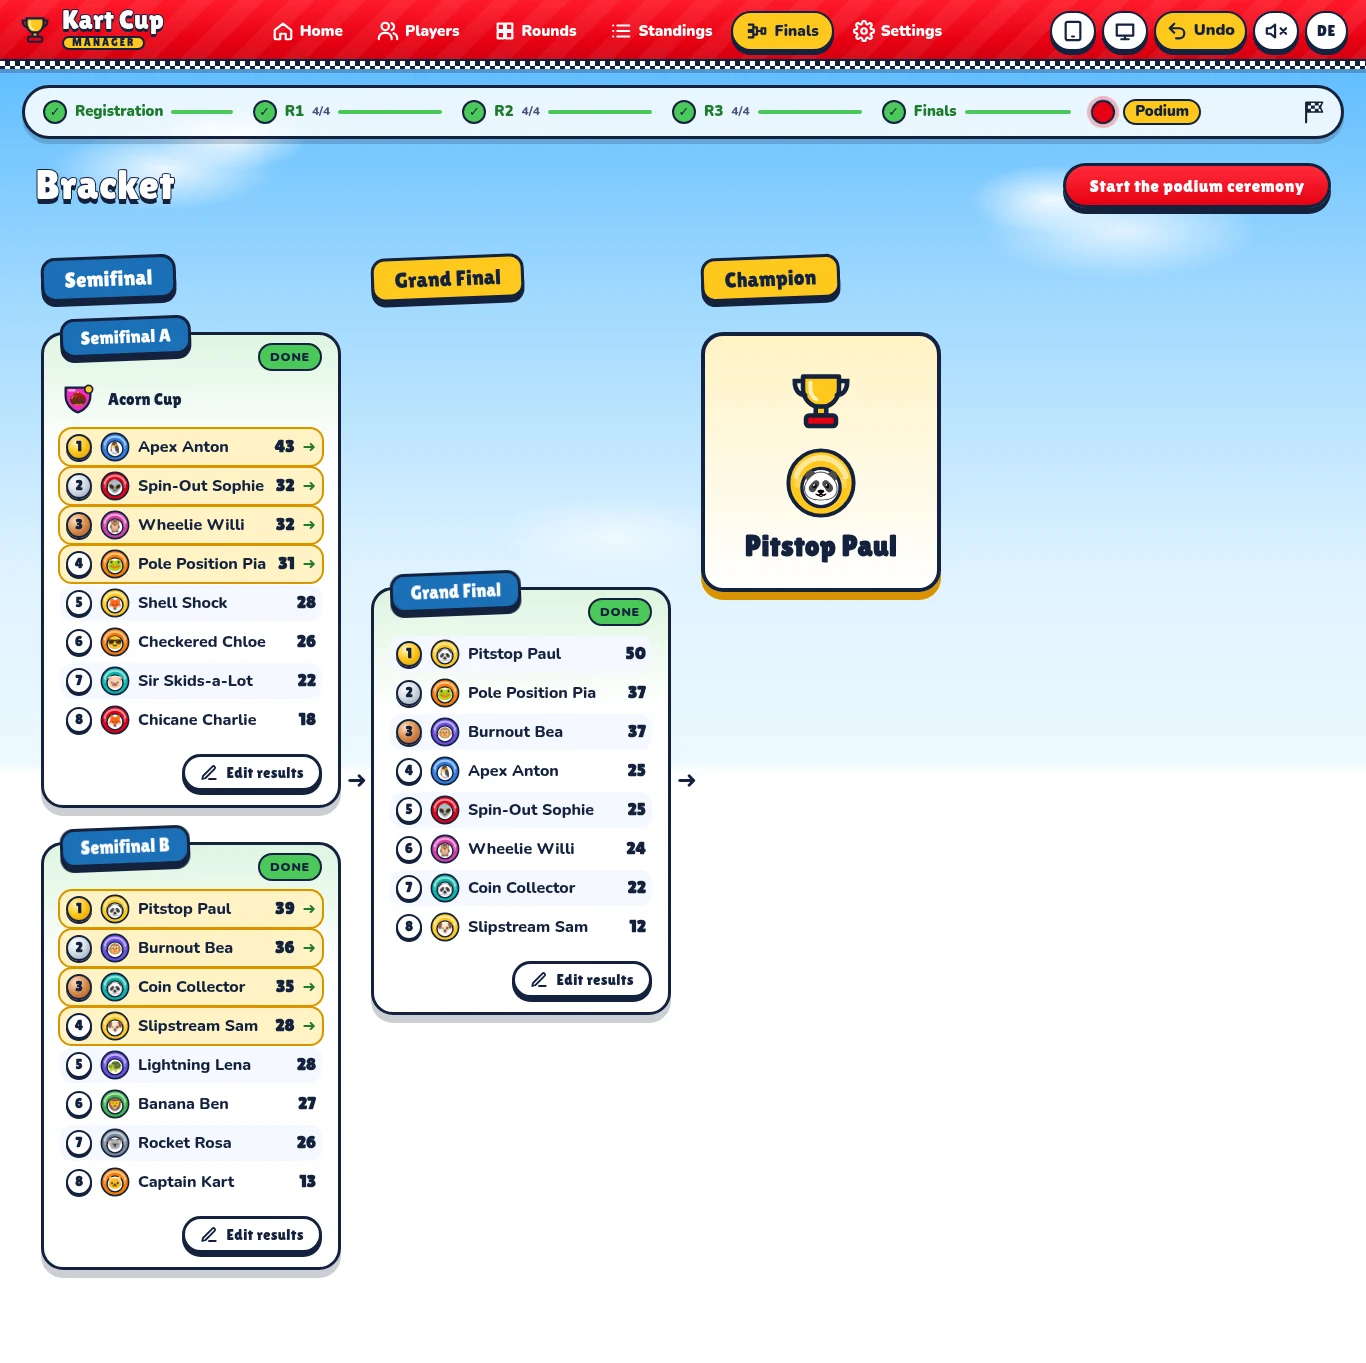 Kart Cup
MANAGER
Home
Players
Rounds
Standings
Finals
Settings
Undo
DE
Registration
R1 4/4
R2 4/4
R3 4/4
Finals
Podium
Bracket
Start the podium ceremony
Semifinal
Grand Final
Champion
Semifinal A
DONE
Acorn Cup
1 Apex Anton 43 →
2 Spin-Out Sophie 32 →
3 Wheelie Willi 32 →
4 Pole Position Pia 31 →
5 Shell Shock 28
6 Checkered Chloe 26
7 Sir Skids-a-Lot 22
8 Chicane Charlie 18
Edit results
Semifinal B
DONE
1 Pitstop Paul 39 →
2 Burnout Bea 36 →
3 Coin Collector 35 →
4 Slipstream Sam 28 →
5 Lightning Lena 28
6 Banana Ben 27
7 Rocket Rosa 26
8 Captain Kart 13
Edit results
Grand Final
DONE
1 Pitstop Paul 50
2 Pole Position Pia 37
3 Burnout Bea 37
4 Apex Anton 25
5 Spin-Out Sophie 25
6 Wheelie Willi 24
7 Coin Collector 22
8 Slipstream Sam 12
Edit results
Pitstop Paul